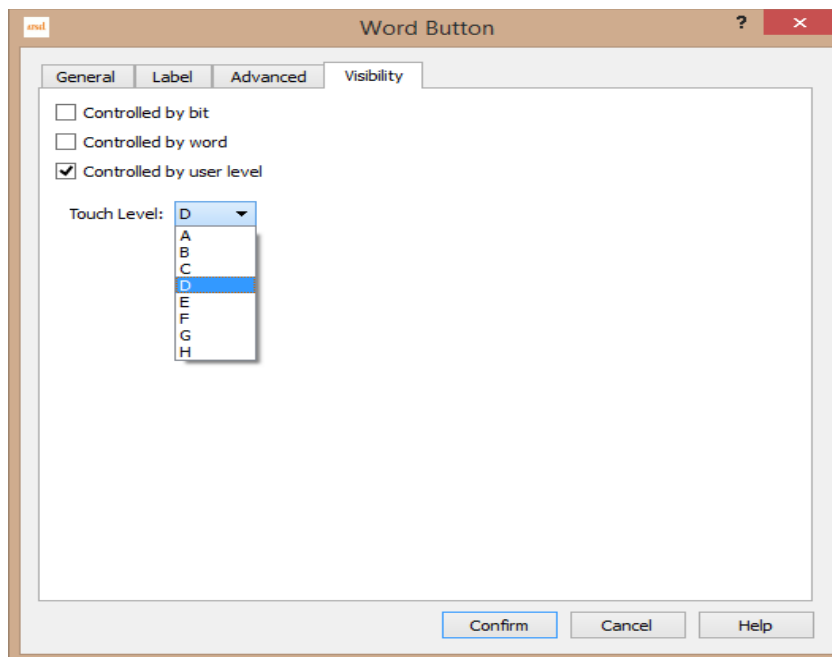 Word Button
?
General Label Advanced Visibility
Controlled by bit
Controlled by word
Controlled by user level
Touch Level: D
A
B
C
D
E
F
G
H
Confirm Cancel Help